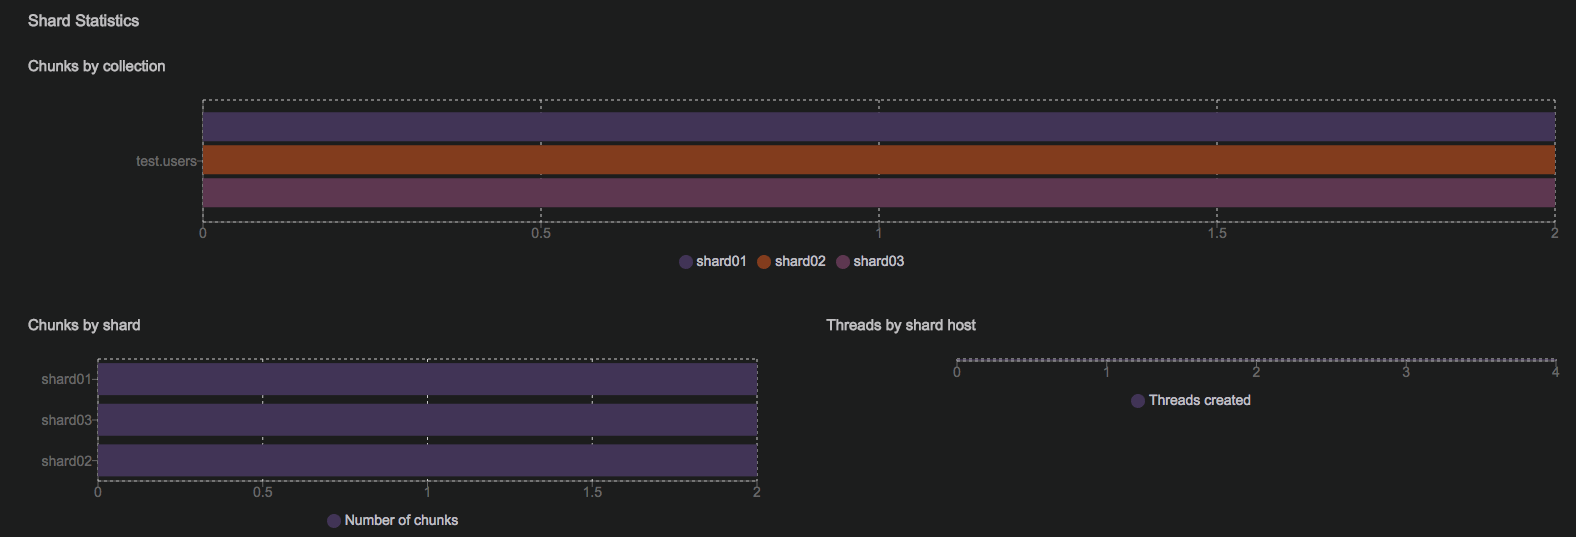 Shard Statistics
Chunks by collection
test.users
0 0.5 1 1.5 2
shard01 shard02 shard03
Chunks by shard
shard01
shard03
shard02
0 0.5 1 1.5 2
Number of chunks
Threads by shard host
0 1 2 3 4
Threads created